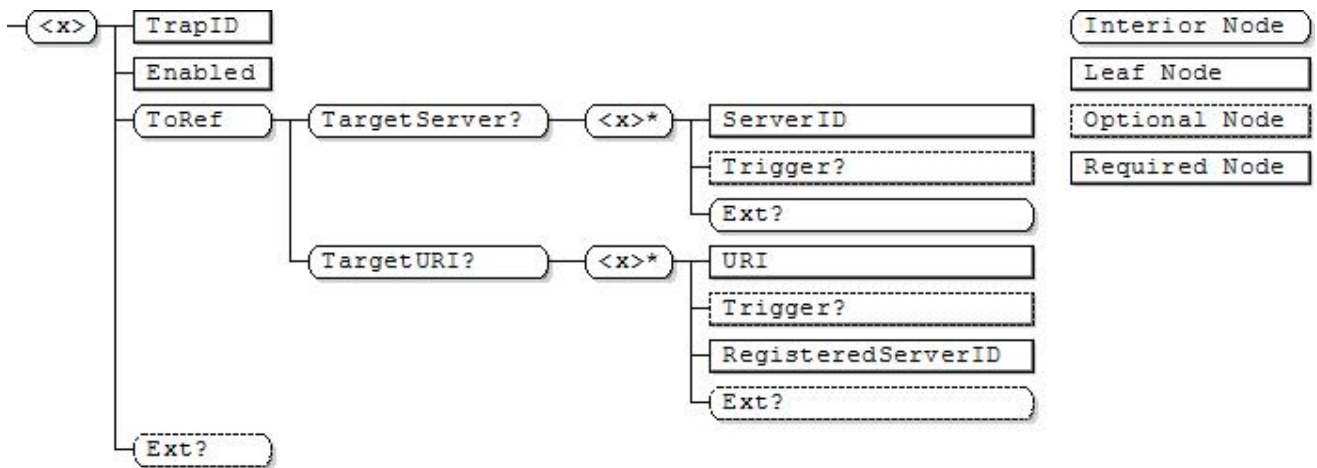 <x>
TrapID
Enabled
ToRef
TargetServer?
<x>*
ServerID
Trigger?
Ext?
TargetURI?
<x>*
URI
Trigger?
RegisteredServerID
Ext?
Ext?
Interior Node
Leaf Node
Optional Node
Required Node